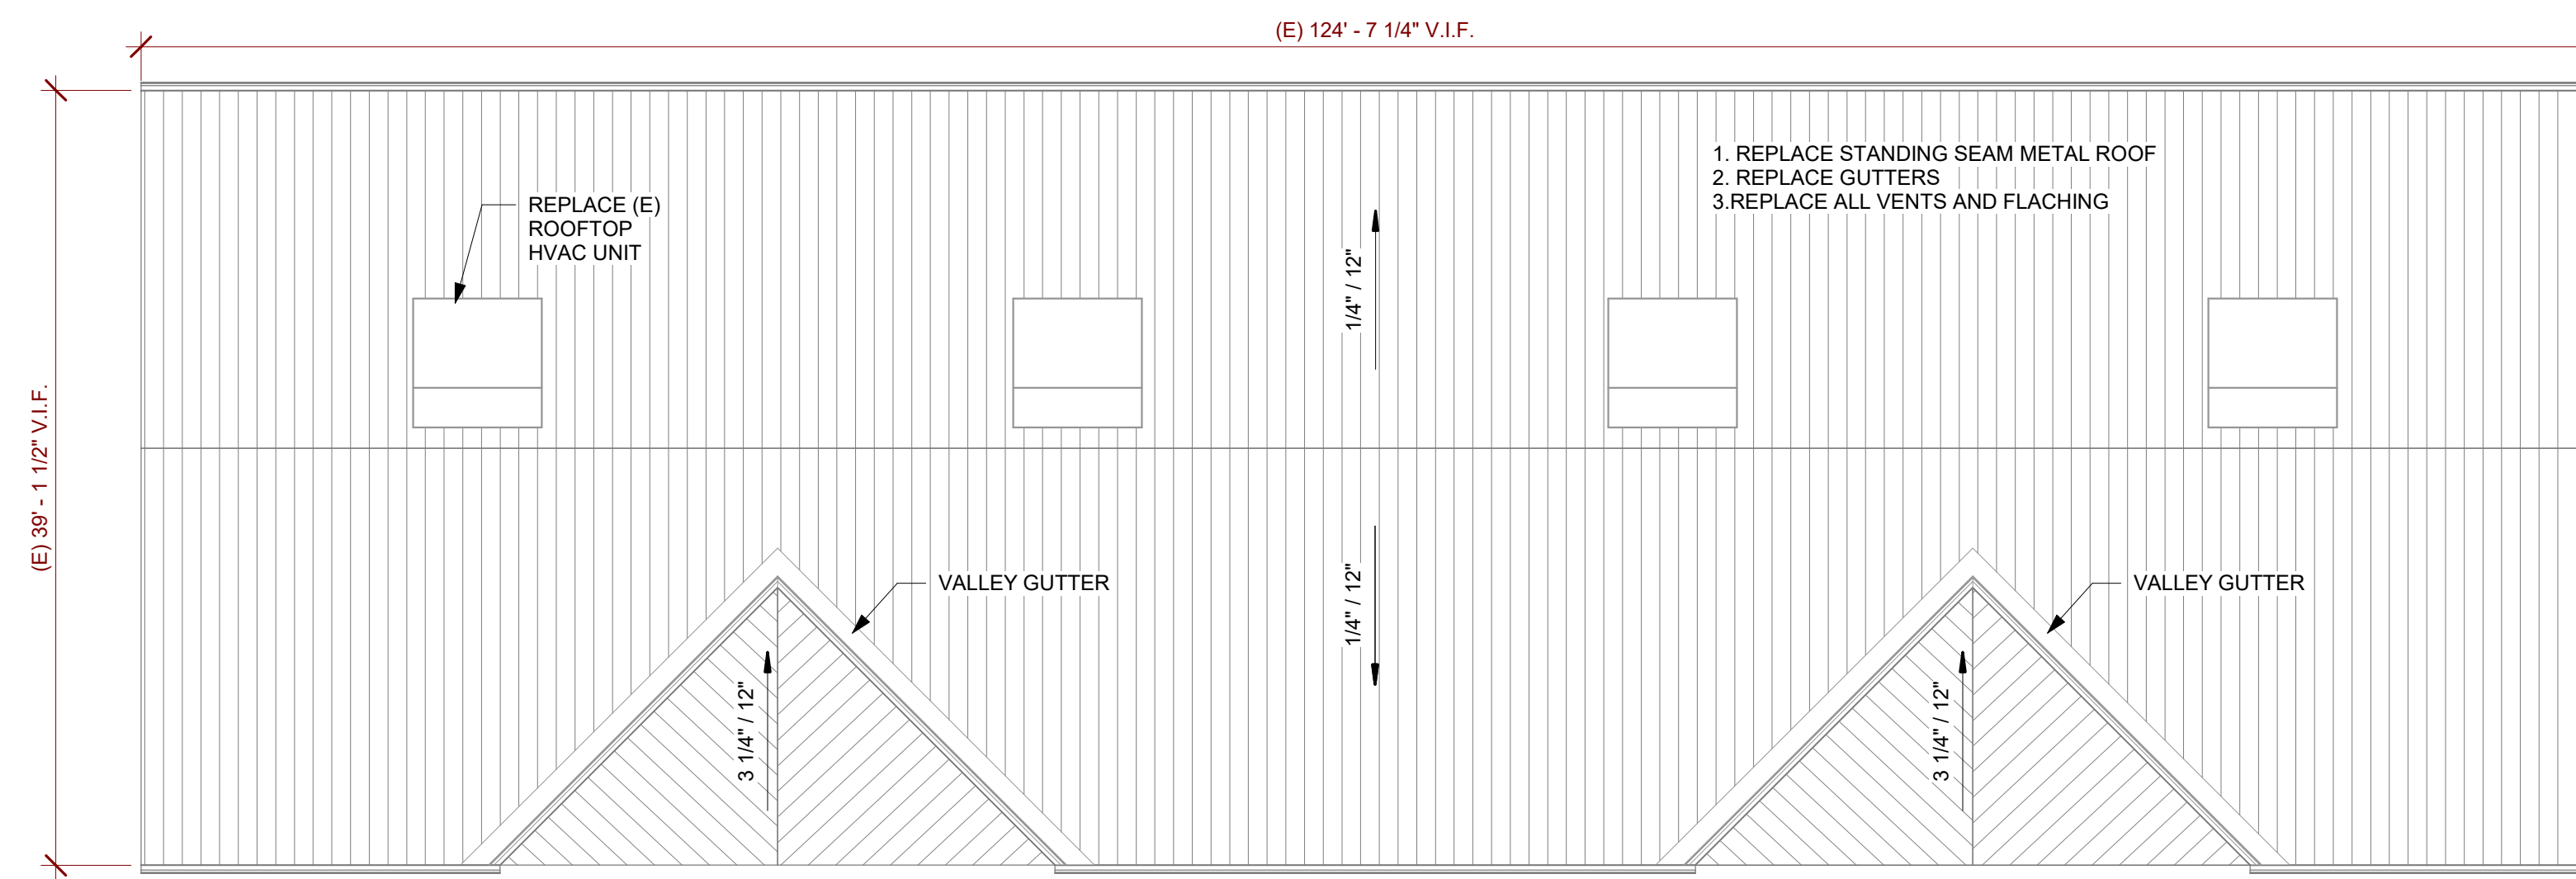 (E) 124' - 7 1/4" V.I.F.
(E) 39' - 1 1/2" V.I.F.
REPLACE (E)
ROOFTOP
HVAC UNIT
1/4" / 12"
1. REPLACE STANDING SEAM METAL ROOF
2. REPLACE GUTTERS
3.REPLACE ALL VENTS AND FLACHING
VALLEY GUTTER
3 1/4" / 12"
1/4" / 12"
VALLEY GUTTER
3 1/4" / 12"